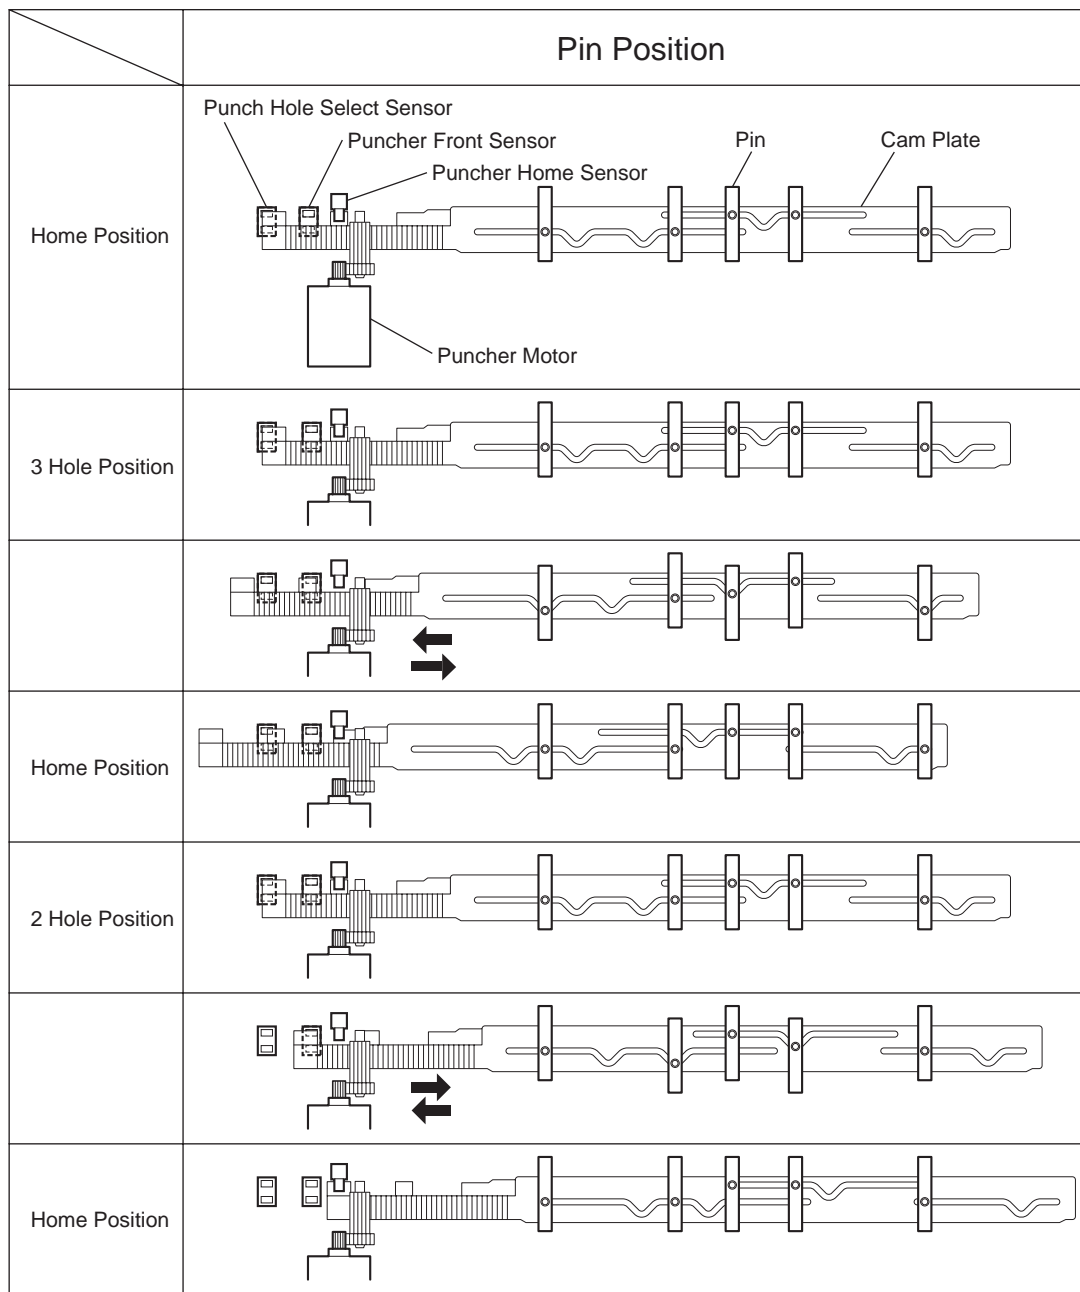 Pin Position
Punch Hole Select Sensor
Puncher Front Sensor
Pin
Cam Plate
Puncher Home Sensor
Home Position
Puncher Motor
3 Hole Position
Home Position
2 Hole Position
Home Position